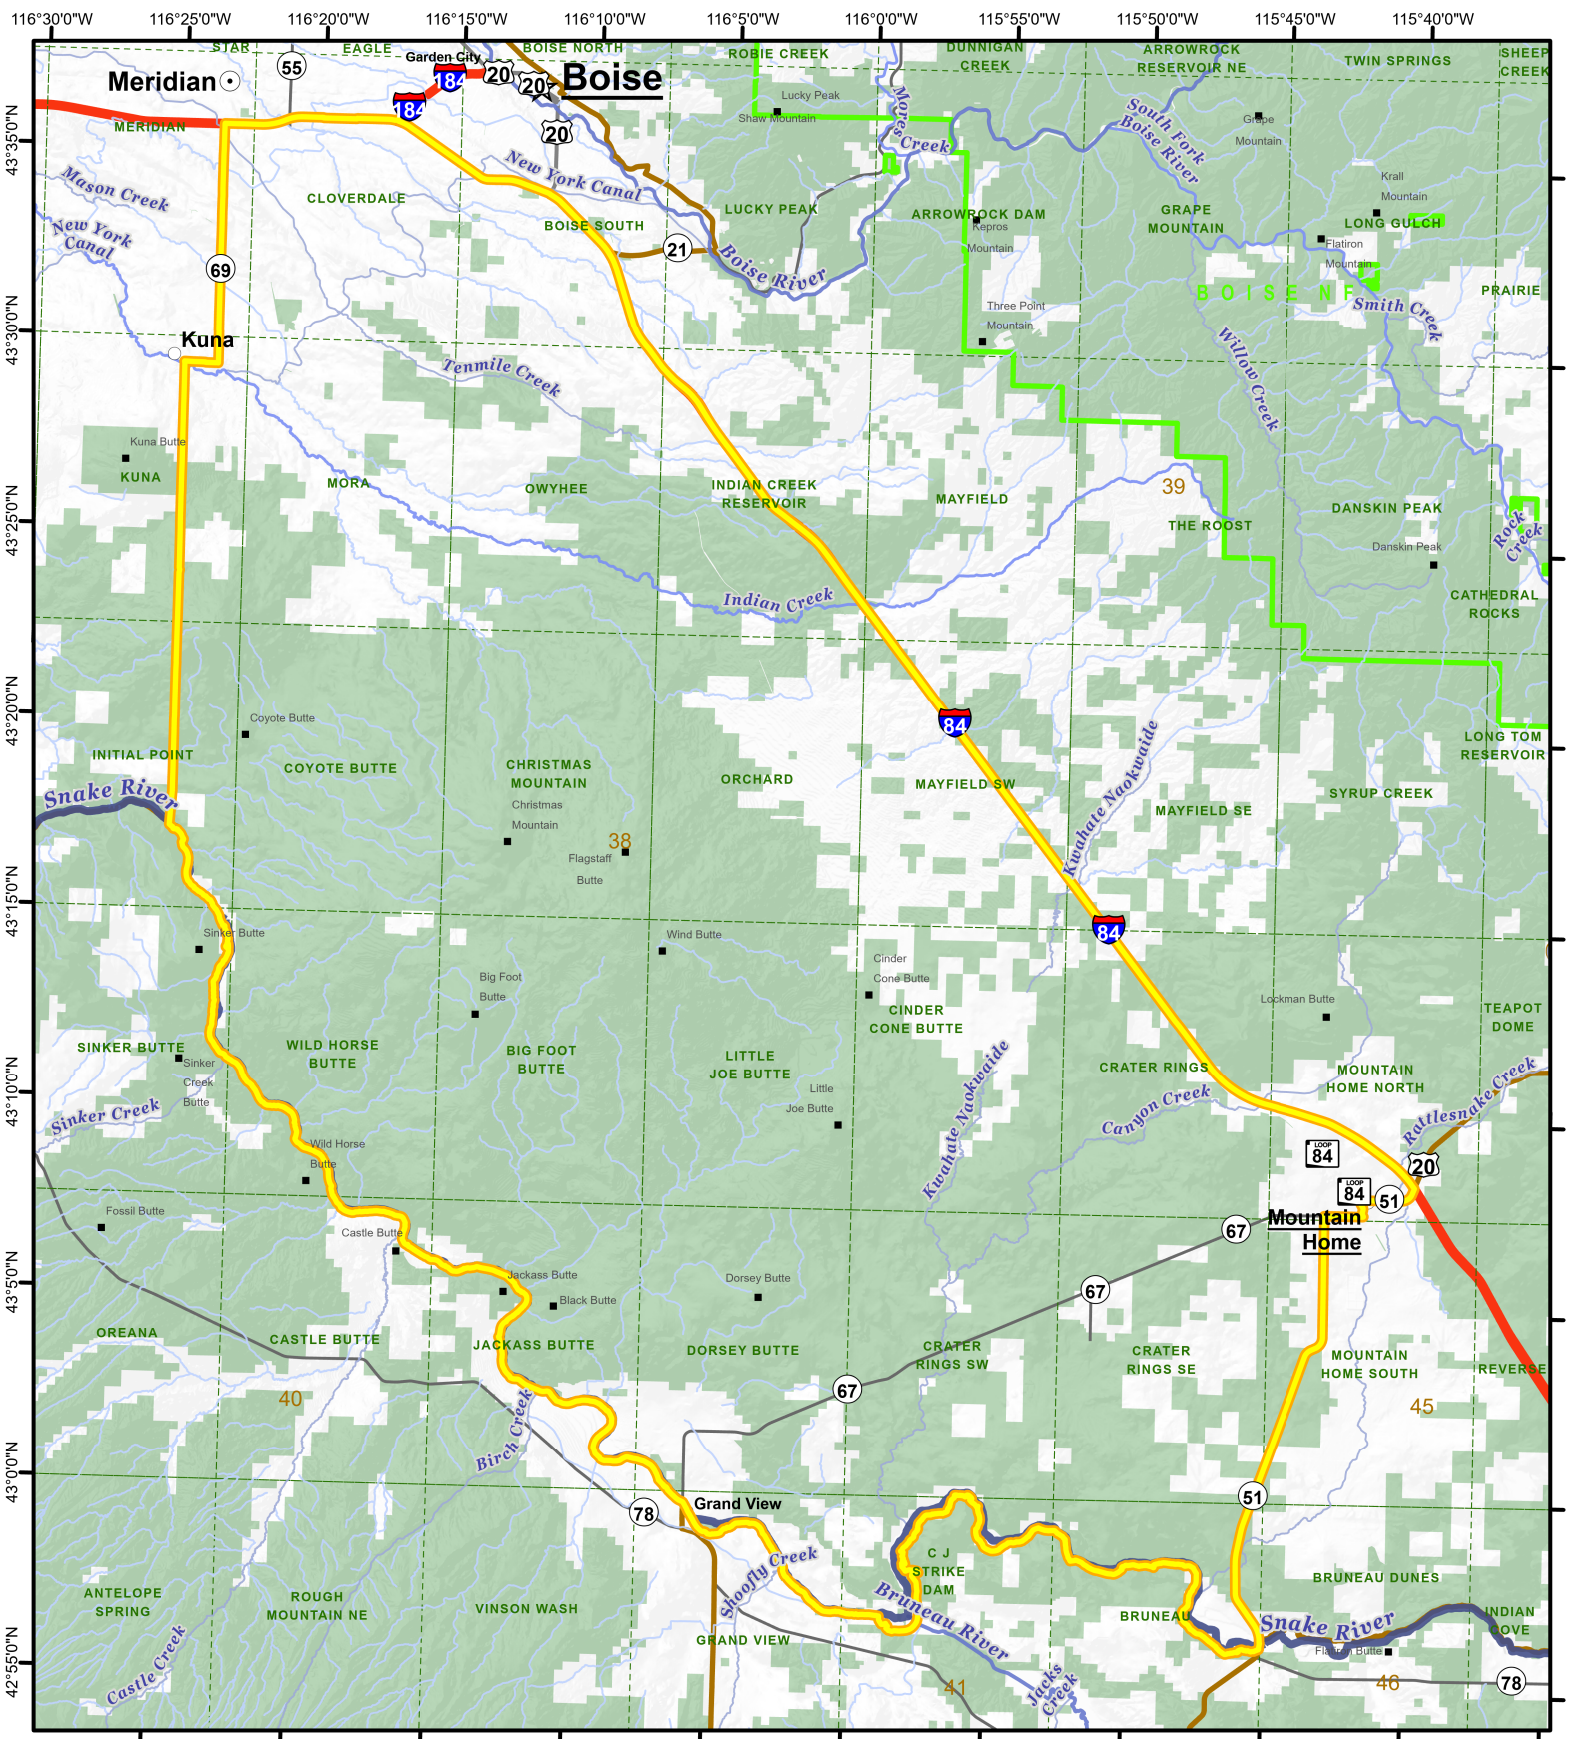 116°30'0"W
116°25'0"W
116°20'0"W
116°15'0"W
116°10'0"W
116°5'0"W
116°0'0"W
115°55'0"W
115°50'0"W
115°45'0"W
115°40'0"W
STAR
EAGLE
Garden City
BOISE NORTH
ROBIE CREEK
DUNNIGAN
CREEK
ARROWROCK
RESERVOIR NE
TWIN SPRINGS
SHEEP
CREEK
55
Meridian
184
184
20
20
20
Boise
Lucky Peak
Shaw Mountain
Mores
Creek
South Fork
Boise River
Grape
Mountain
43°35'0"N
MERIDIAN
Mason Creek
New York
Canal
CLOVERDALE
New York Canal
BOISE SOUTH
LUCKY PEAK
ARROWROCK DAM
Kepros
Mountain
GRAPE
MOUNTAIN
Krall
Mountain
LONG GULCH
Flatiron
Mountain
69
21
Boise River
BOISE NF
PRAIRIE
Smith Creek
Three Point
Mountain
43°30'0"N
Kuna
Tenmile Creek
Willow Creek
Kuna Butte
KUNA
MORA
OWYHEE
INDIAN CREEK
RESERVOIR
MAYFIELD
39
THE ROOST
DANSKIN PEAK
Danskin Peak
Rock
Creek
43°25'0"N
Indian Creek
CATHEDRAL
ROCKS
43°20'0"N
Coyote Butte
INITIAL POINT
COYOTE BUTTE
CHRISTMAS
MOUNTAIN
Christmas
Mountain
ORCHARD
84
MAYFIELD SW
Kwahate Naokwaide
MAYFIELD SE
SYRUP CREEK
LONG TOM
RESERVOIR
Snake River
38
Flagstaff
Butte
43°15'0"N
Sinker Butte
Wind Butte
84
Big Foot
Butte
Cinder
Cone Butte
CINDER
CONE BUTTE
Lockman Butte
TEAPOT
DOME
SINKER BUTTE
Sinker
Creek
Butte
WILD HORSE
BUTTE
BIG FOOT
BUTTE
LITTLE
JOE BUTTE
Little
Joe Butte
Kwahate Naokwaide
CRATER RINGS
MOUNTAIN
HOME NORTH
43°10'0"N
Sinker Creek
Canyon Creek
Rattlesnake Creek
Wild Horse
Butte
LOOP
84
20
LOOP
84
51
Fossil Butte
Castle Butte
67
Mountain
Home
43°5'0"N
Jackass Butte
Black Butte
Dorsey Butte
67
OREANA
CASTLE BUTTE
JACKASS BUTTE
DORSEY BUTTE
CRATER
RINGS SW
CRATER
RINGS SE
MOUNTAIN
HOME SOUTH
REVERSE
40
67
45
Birch Creek
43°0'0"N
78
Grand View
51
Shoofly Creek
C J
STRIKE
DAM
ANTELOPE
SPRING
ROUGH
MOUNTAIN NE
VINSON WASH
BRUNEAU DUNES
Bruneau River
BRUNEAU
Snake River
INDIAN
COVE
42°55'0"N
GRAND VIEW
Flatiron Butte
Castle Creek
41
Jacks
Creek
46
78